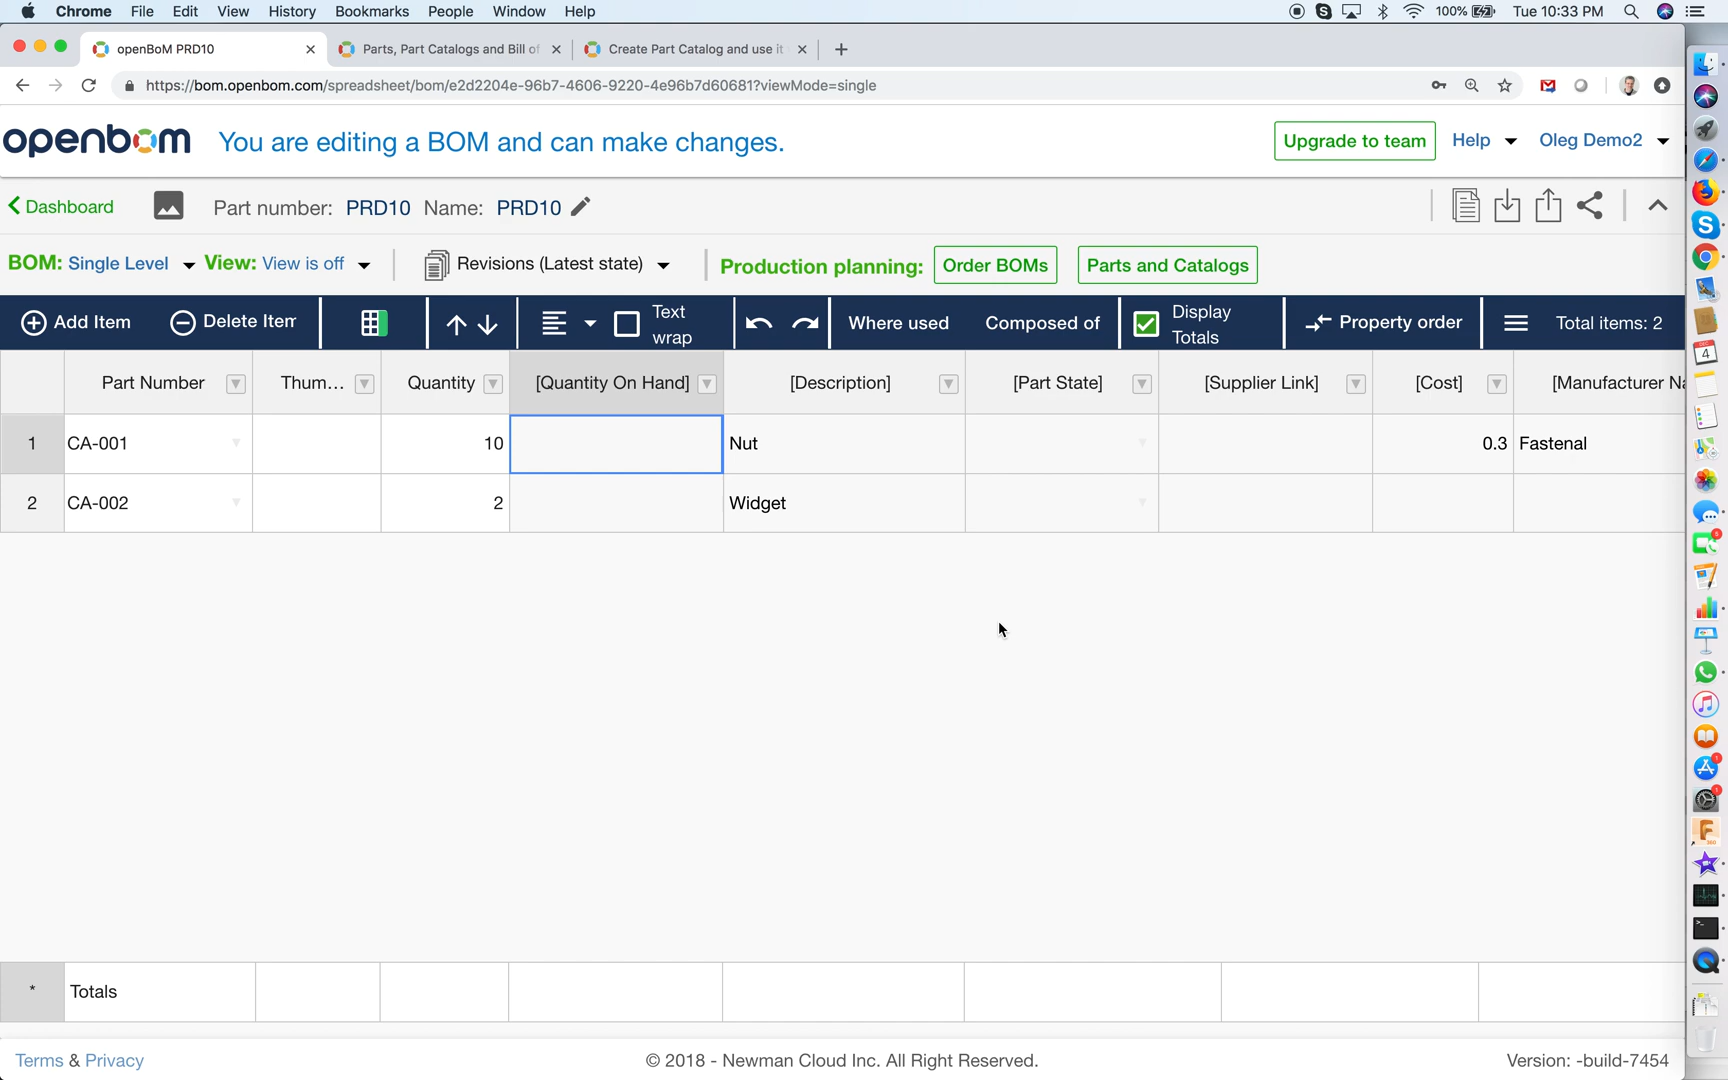 Chrome File Edit View History Bookmarks People Window Help 100% Tue 10:33 PM
openBoM PRD10 Parts, Part Catalogs and Bill of Create Part Catalog and use it
https://bom.openbom.com/spreadsheet/bom/e2d2204e-96b7-4606-9220-4e96b7d60681?viewMode=single
openbom You are editing a BOM and can make changes. Upgrade to team Help Oleg Demo2
Dashboard Part number: PRD10 Name: PRD10
BOM: Single Level View: View is off Revisions (Latest state) Production planning: Order BOMs Parts and Catalogs
Add Item Delete Iten Text wrap Where used Composed of Display Totals Property order Total items: 2
Part Number Thum... Quantity [Quantity On Hand] [Description] [Part State] [Supplier Link] [Cost] [Manufacturer Na
1 CA-001 10 Nut 0.3 Fastenal
2 CA-002 2 Widget
* Totals
Terms & Privacy © 2018 - Newman Cloud Inc. All Right Reserved. Version: -build-7454